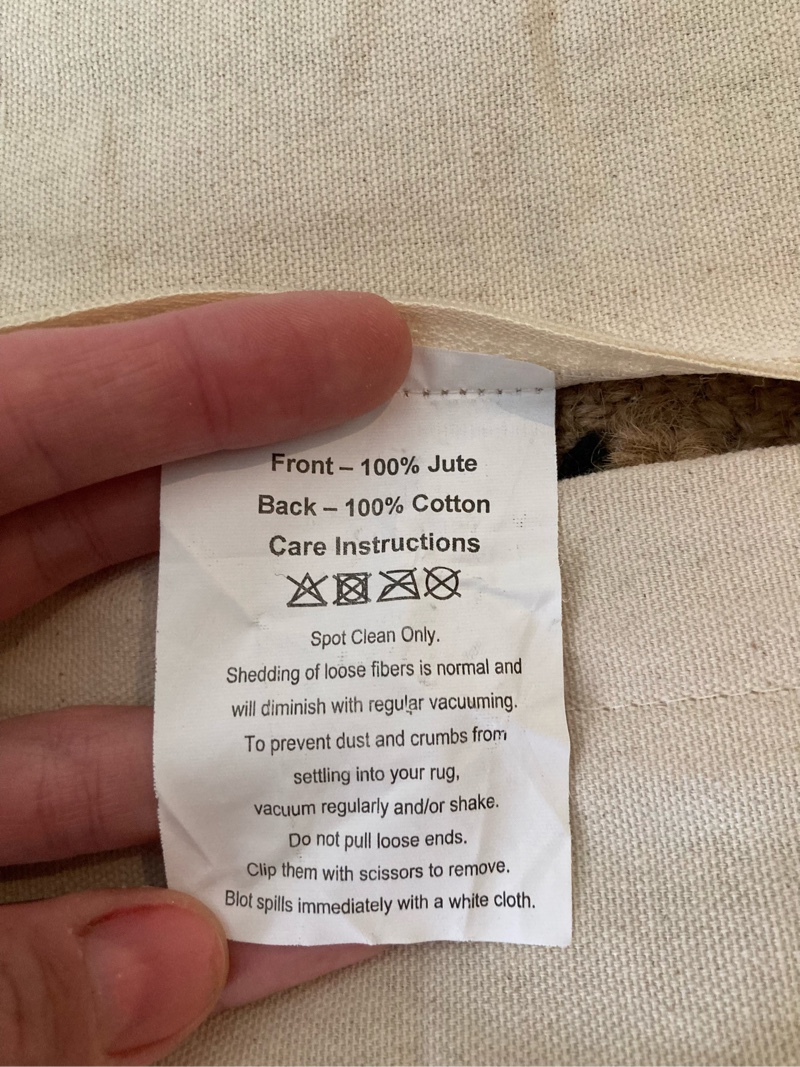 Front – 100% Jute
Back – 100% Cotton
Care Instructions
Spot Clean Only.
Shedding of loose fibers is normal and
will diminish with regular vacuuming.
To prevent dust and crumbs from
settling into your rug,
vacuum regularly and/or shake.
Do not pull loose ends.
Clip them with scissors to remove.
Blot spills immediately with a white cloth.